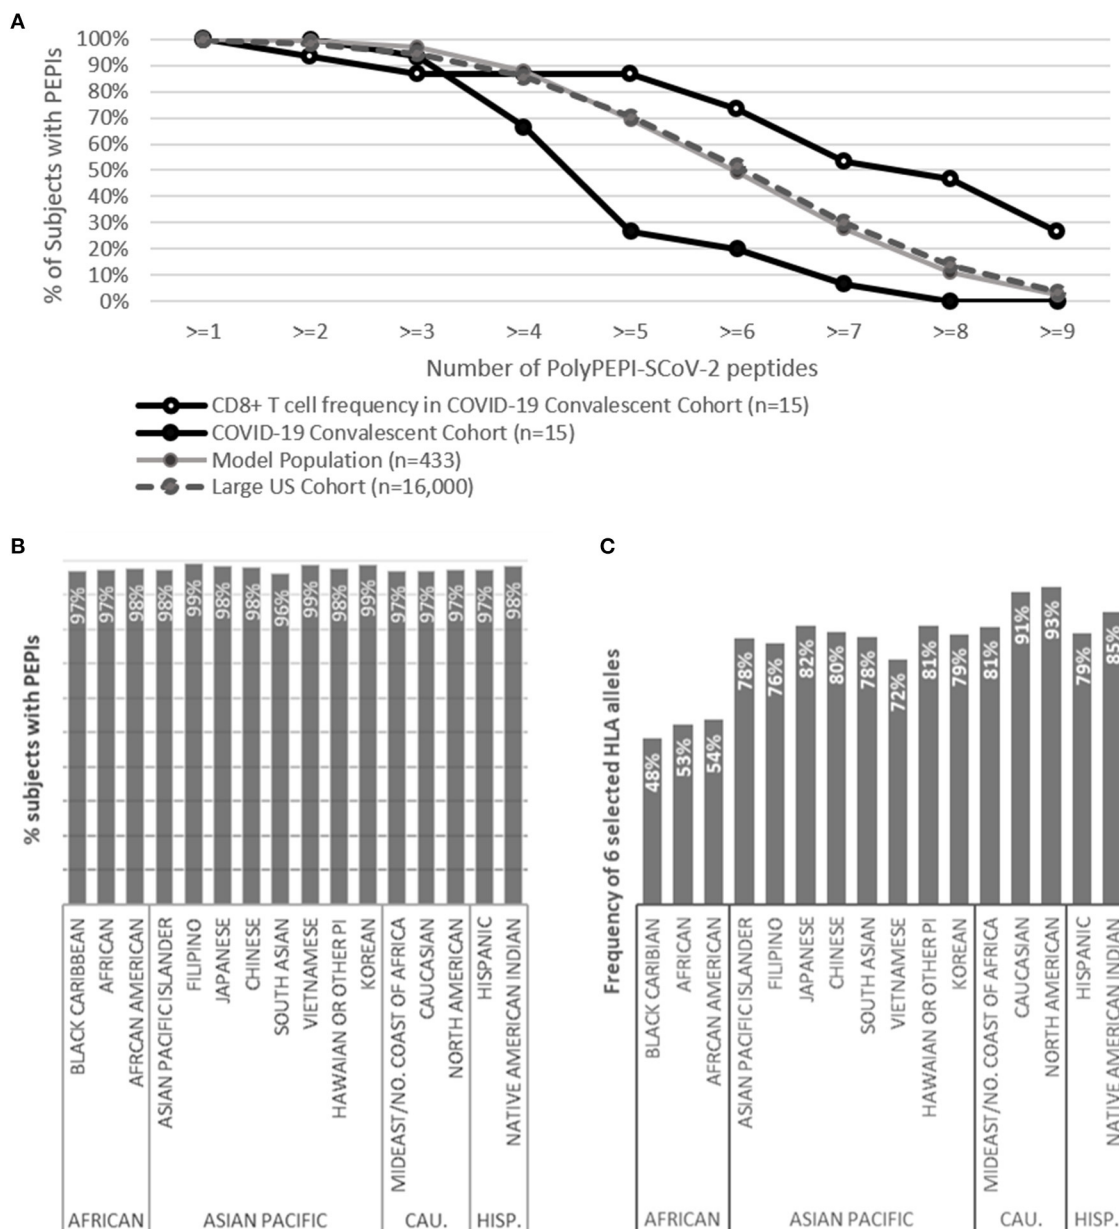 A
100%
90%
80%
70%
60%
50%
40%
30%
20%
10%
0%
% of Subjects with PEPIs
>=1 >=2 >=3 >=4 >=5 >=6 >=7 >=8 >=9
Number of PolyPEPI-SCoV-2 peptides
CD8+ T cell frequency in COVID-19 Convalescent Cohort (n=15)
COVID-19 Convalescent Cohort (n=15)
Model Population (n=433)
Large US Cohort (n=16,000)
B
% subjects with PEPIs
97%
97%
98%
98%
99%
98%
98%
96%
99%
98%
99%
97%
97%
97%
97%
98%
BLACK CARIBBEAN
AFRICAN
AFRCAN AMERICAN
ASIAN PACIFIC ISLANDER
FILIPINO
JAPANESE
CHINESE
SOUTH ASIAN
VIETNAMESE
HAWAIIAN OR OTHER PI
KOREAN
MIDEAST/NO. COAST OF AFRICA
CAUCASIAN
NORTH AMERICAN
HISPANIC
NATIVE AMERICAN INDIAN
AFRICAN ASIAN PACIFIC CAU. HISP.
C
Frequency of 6 selected HLA alleles
48%
53%
54%
78%
76%
82%
80%
78%
72%
81%
79%
81%
91%
93%
79%
85%
BLACK CARIBIAN
AFRICAN
AFRCAN AMERICAN
ASIAN PACIFIC ISLANDER
FILIPINO
JAPANESE
CHINESE
SOUTH ASIAN
VIETNAMESE
HAWAIAN OR OTHER PI
KOREAN
MIDEAST/NO. COAST OF AFRICA
CAUCASIAN
NORTH AMERICAN
HISPANIC
NATIVE AMERICAN INDIAN
AFRICAN ASIAN PACIFIC CAU. HISP.